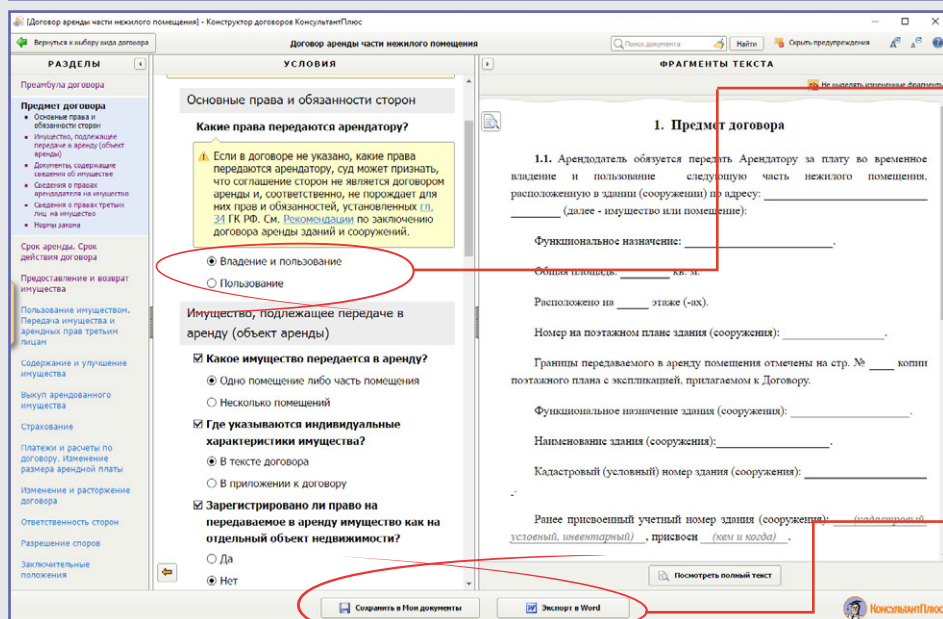 [Договор аренды части нежилого помещения] - Конструктор договоров КонсультантПлюс
Вернуться к выбору вида договора
Договор аренды части нежилого помещения
Поиск документа
Найти
Скрыть предупреждения
РАЗДЕЛЫ
Преамбула договора
Предмет договора
Основные права и
обязанности сторон
Имущество, подлежащее
передаче в аренду (объект
аренды)
Документы, содержащие
сведения об имуществе
Сведения о правах
арендодателя на имущество
Сведения о правах третьих
лиц на имущество
Нормы закона
Срок аренды. Срок
действия договора
Предоставление и возврат
имущества
Пользование имуществом.
Передача имущества и
арендных прав третьим
лицам
Содержание и улучшение
имущества
Выкуп арендованного
имущества
Страхование
Платежи и расчеты по
договору. Изменение
размера арендной платы
Изменение и расторжение
договора
Ответственность сторон
Разрешение споров
Заключительные
положения
УСЛОВИЯ
Основные права и обязанности сторон
Какие права передаются арендатору?
Если в договоре не указано, какие права
передаются арендатору, суд может признать,
что соглашение сторон не является договором
аренды и, соответственно, не порождает для
них прав и обязанностей, установленных гл.
34 ГК РФ. См. Рекомендации по заключению
договора аренды зданий и сооружений.
Владение и пользование
Пользование
Имущество, подлежащее передаче в
аренду (объект аренды)
Какое имущество передается в аренду?
Одно помещение либо часть помещения
Несколько помещений
Где указываются индивидуальные
характеристики имущества?
В тексте договора
В приложении к договору
Зарегистрировано ли право на
передаваемое в аренду имущество как на
отдельный объект недвижимости?
Да
Нет
ФРАГМЕНТЫ ТЕКСТА
Не выделять измененные фрагменты
1. Предмет договора
1.1. Арендодатель обязуется передать Арендатору за плату во временное
владение и пользование следующую часть нежилого помещения,
расположенную в здании (сооружении) по адресу: ____________________
________ (далее - имущество или помещение):
Функциональное назначение: ____________________.
Общая площадь: ________ кв. м.
Расположено на _____ этаже (-ах).
Номер на поэтажном плане здания (сооружения): ______________.
Границы передаваемого в аренду помещения отмечены на стр. № ____ копии
поэтажного плана с экспликацией, прилагаемом к Договору.
Функциональное назначение здания (сооружения): ________________.
Наименование здания (сооружения): ________________.
Кадастровый (условный) номер здания (сооружения): ________________
Ранее присвоенный учетный номер здания (сооружения): (кадастровый,
условный, инвентарный) , присвоен (кем и когда) .
Посмотреть полный текст
Сохранить в Мои документы
Экспорт в Word
КонсультантПлюс